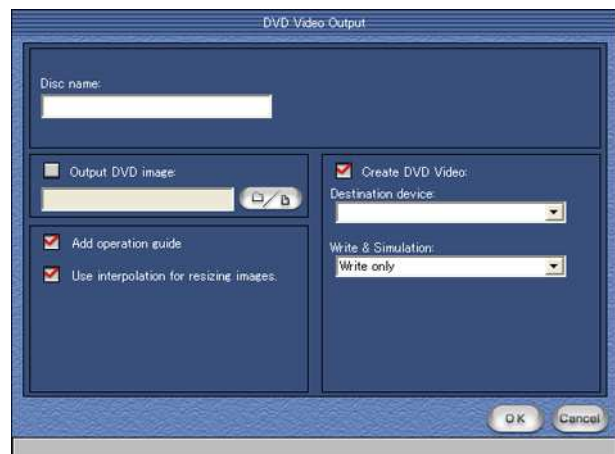 DVD Video Output
Disc name:
Output DVD image:
Add operation guide
Use interpolation for resizing images.
Create DVD Video:
Destination device:
Write & Simulation:
Write only
OK
Cancel